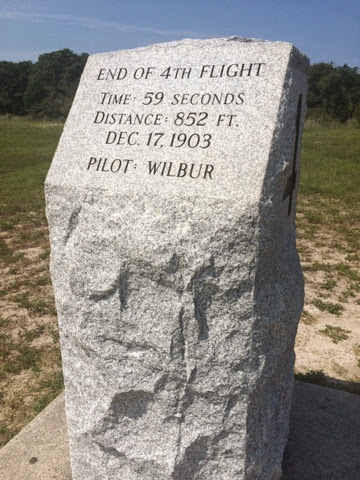 END OF 4TH FLIGHT
TIME: 59 SECONDS
DISTANCE: 852 FT.
DEC. 17, 1903
PILOT: WILBUR